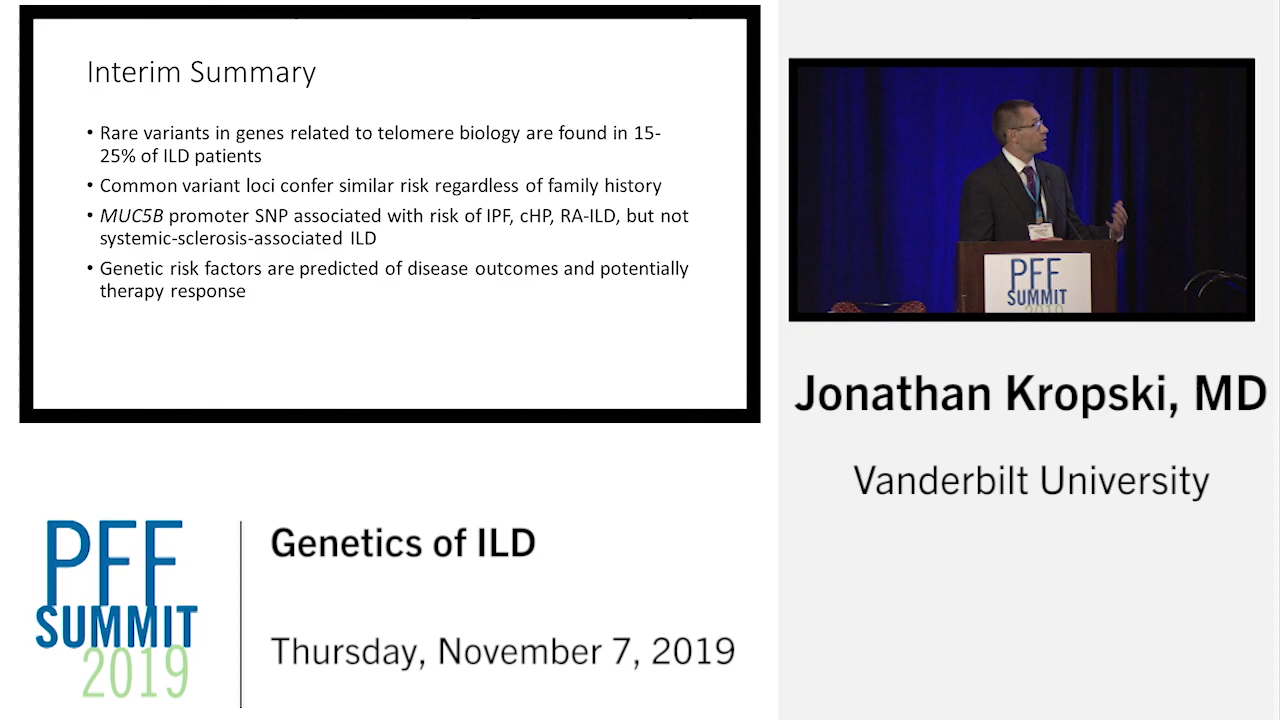 Interim Summary
• Rare variants in genes related to telomere biology are found in 15-
25% of ILD patients
• Common variant loci confer similar risk regardless of family history
• MUC5B promoter SNP associated with risk of IPF, cHP, RA-ILD, but not
systemic-sclerosis-associated ILD
• Genetic risk factors are predicted of disease outcomes and potentially
therapy response
PFF
SUMMIT
2019
Jonathan Kropski, MD
Vanderbilt University
PFF
SUMMIT
2019
Genetics of ILD
Thursday, November 7, 2019